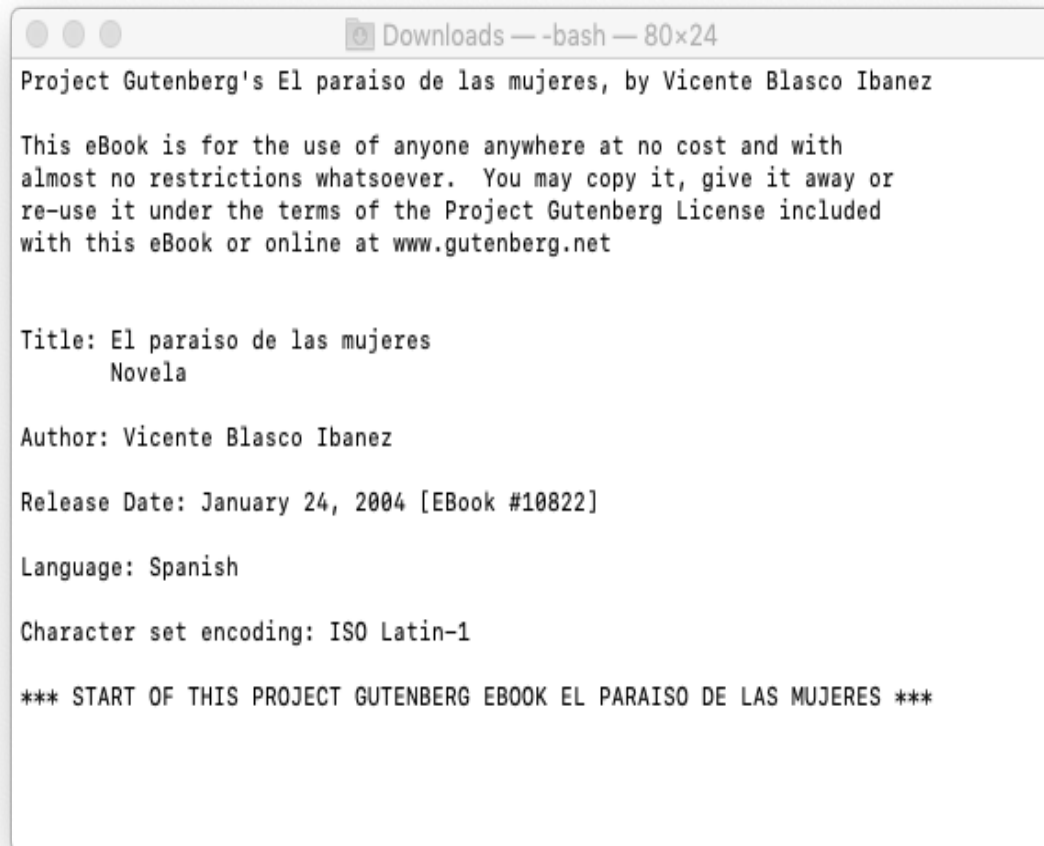 Downloads — -bash — 80×24
Project Gutenberg's El paraiso de las mujeres, by Vicente Blasco Ibanez
This eBook is for the use of anyone anywhere at no cost and with
almost no restrictions whatsoever.  You may copy it, give it away or
re-use it under the terms of the Project Gutenberg License included
with this eBook or online at www.gutenberg.net
Title: El paraiso de las mujeres
Novela
Author: Vicente Blasco Ibanez
Release Date: January 24, 2004 [EBook #10822]
Language: Spanish
Character set encoding: ISO Latin-1
*** START OF THIS PROJECT GUTENBERG EBOOK EL PARAISO DE LAS MUJERES ***